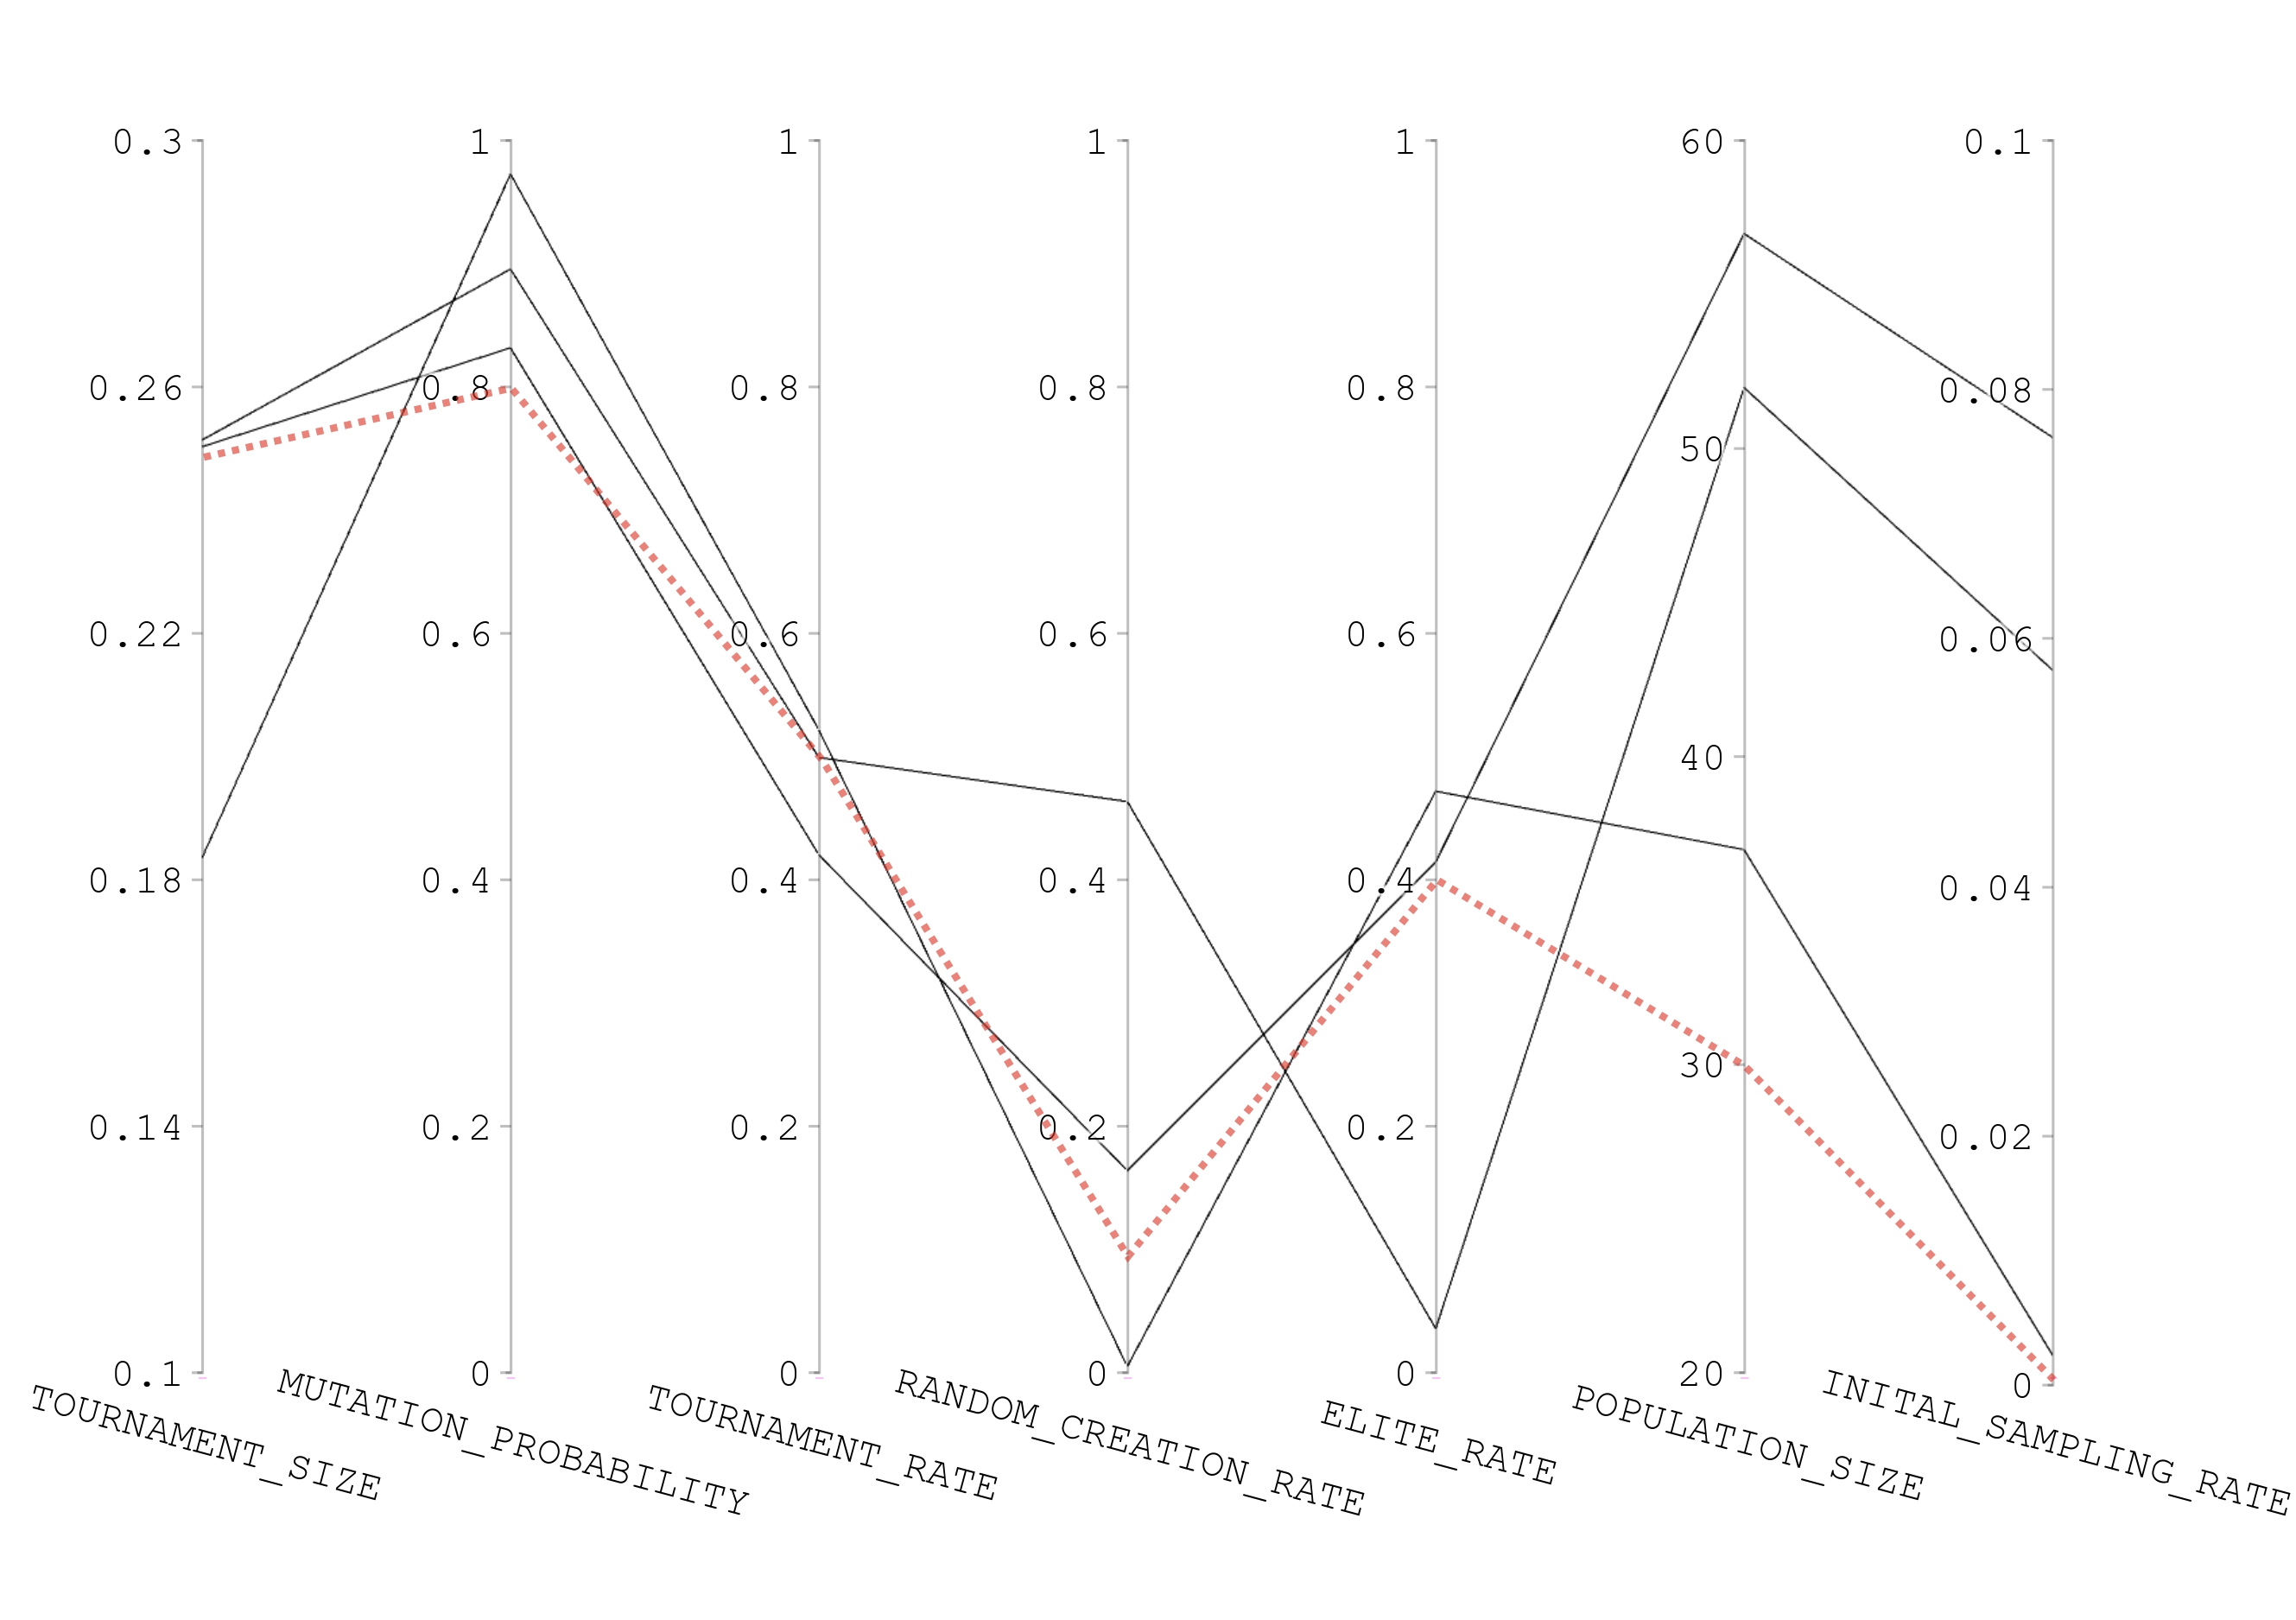 0.3 1 1 1 1 60 0.1
0.26 0.8 0.8 0.8 0.8 0.08
50
0.22 0.6 0.6 0.6 0.6 0.06
40
0.18 0.4 0.4 0.4 0.4 0.04
30
0.14 0.2 0.2 0.2 0.2 0.02
0.1 0 0 0 0 20 0
TOURNAMENT_SIZE
MUTATION_PROBABILITY
TOURNAMENT_RATE
RANDOM_CREATION_RATE
ELITE_RATE
POPULATION_SIZE
INITAL_SAMPLING_RATE